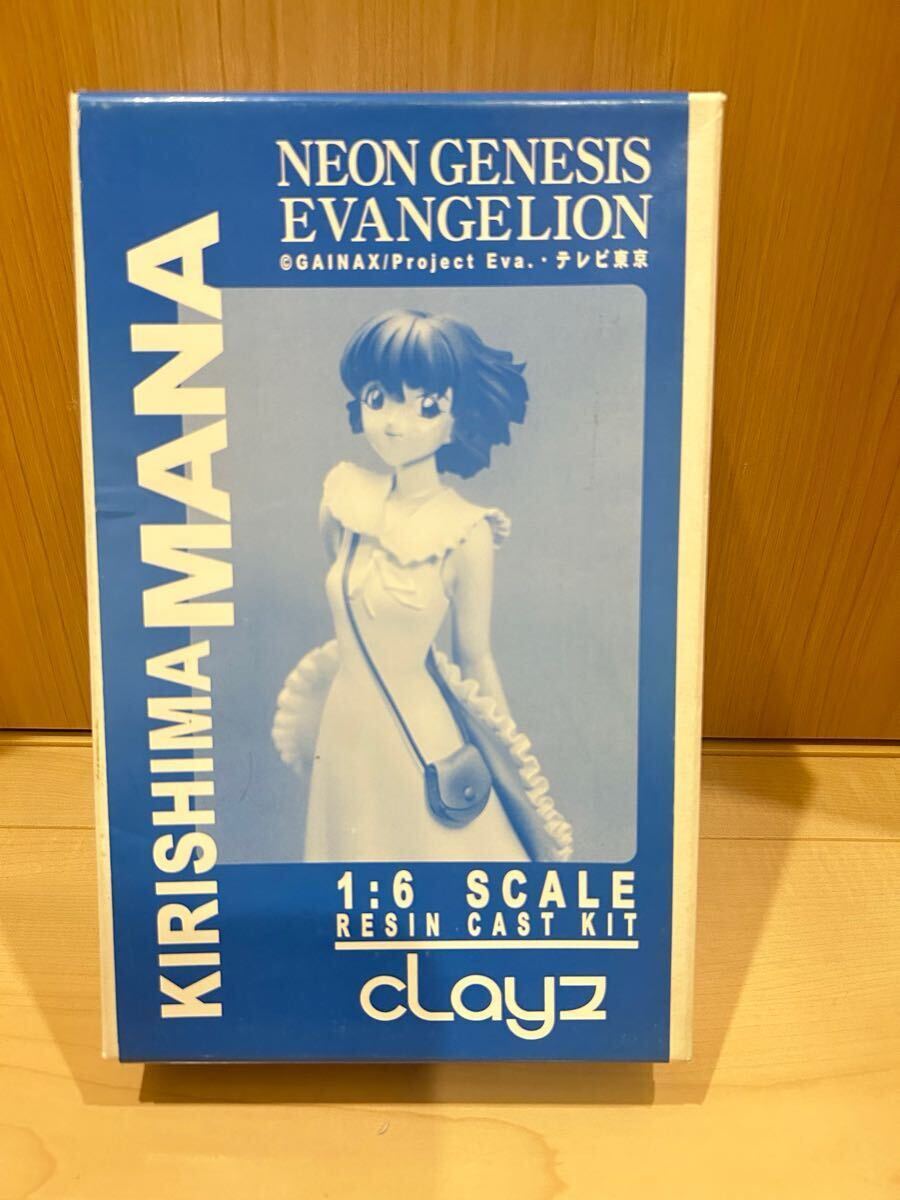 NEON GENESIS
EVANGELION
©GAINAX/Project Eva.・テレビ東京
KIRISHIMA MANA
1:6 SCALE
RESIN CAST KIT
clayz